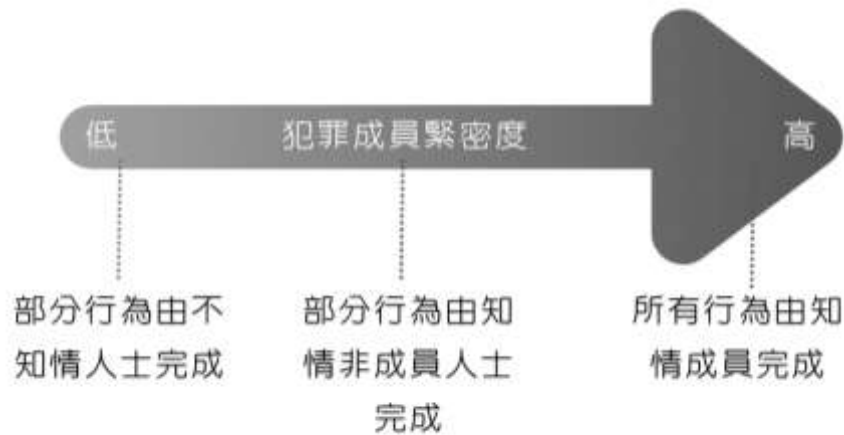 低 犯罪成員緊密度 高
部分行為由不
知情人士完成
部分行為由知
情非成員人士
完成
所有行為由知
情成員完成